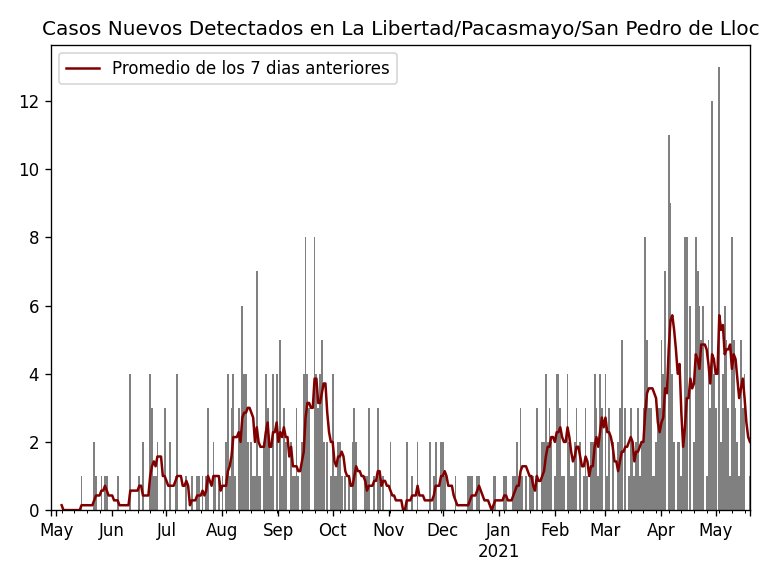 Casos Nuevos Detectados en La Libertad/Pacasmayo/San Pedro de Lloc
Promedio de los 7 dias anteriores
12
10
8
6
4
2
0
May Jun Jul Aug Sep Oct Nov Dec Jan Feb Mar Apr May
2021